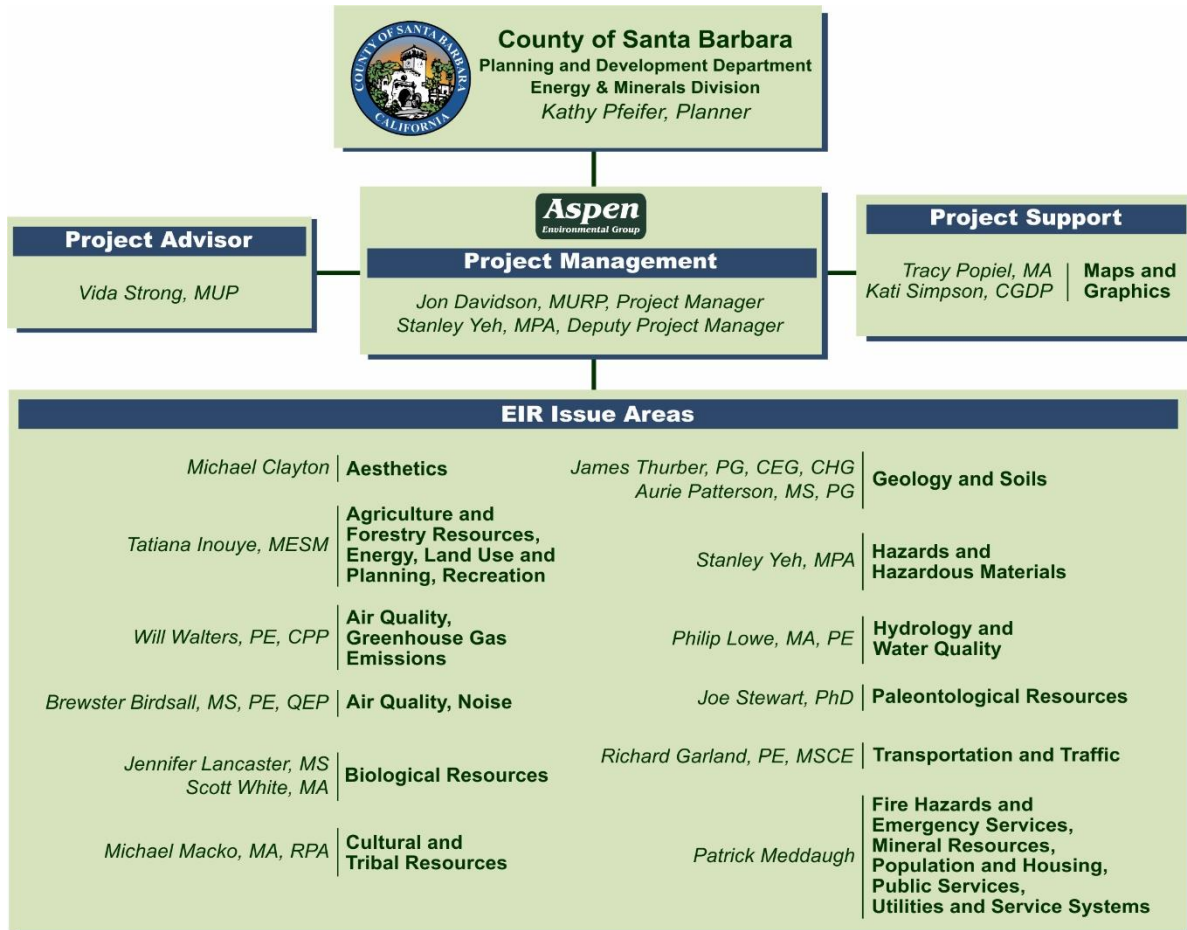 COUNTY OF SANTA BARBARA
CALIFORNIA
County of Santa Barbara
Planning and Development Department
Energy & Minerals Division
Kathy Pfeifer, Planner
Aspen
Environmental Group
Project Management
Jon Davidson, MURP, Project Manager
Stanley Yeh, MPA, Deputy Project Manager
Project Advisor
Vida Strong, MUP
Project Support
Tracy Popiel, MA
Kati Simpson, CGDP
Maps and
Graphics
EIR Issue Areas
Michael Clayton
Aesthetics
Tatiana Inouye, MESM
Agriculture and
Forestry Resources,
Energy, Land Use and
Planning, Recreation
Will Walters, PE, CPP
Air Quality,
Greenhouse Gas
Emissions
Brewster Birdsall, MS, PE, QEP
Air Quality, Noise
Jennifer Lancaster, MS
Scott White, MA
Biological Resources
Michael Macko, MA, RPA
Cultural and
Tribal Resources
James Thurber, PG, CEG, CHG
Aurie Patterson, MS, PG
Geology and Soils
Stanley Yeh, MPA
Hazards and
Hazardous Materials
Philip Lowe, MA, PE
Hydrology and
Water Quality
Joe Stewart, PhD
Paleontological Resources
Richard Garland, PE, MSCE
Transportation and Traffic
Patrick Meddaugh
Fire Hazards and
Emergency Services,
Mineral Resources,
Population and Housing,
Public Services,
Utilities and Service Systems